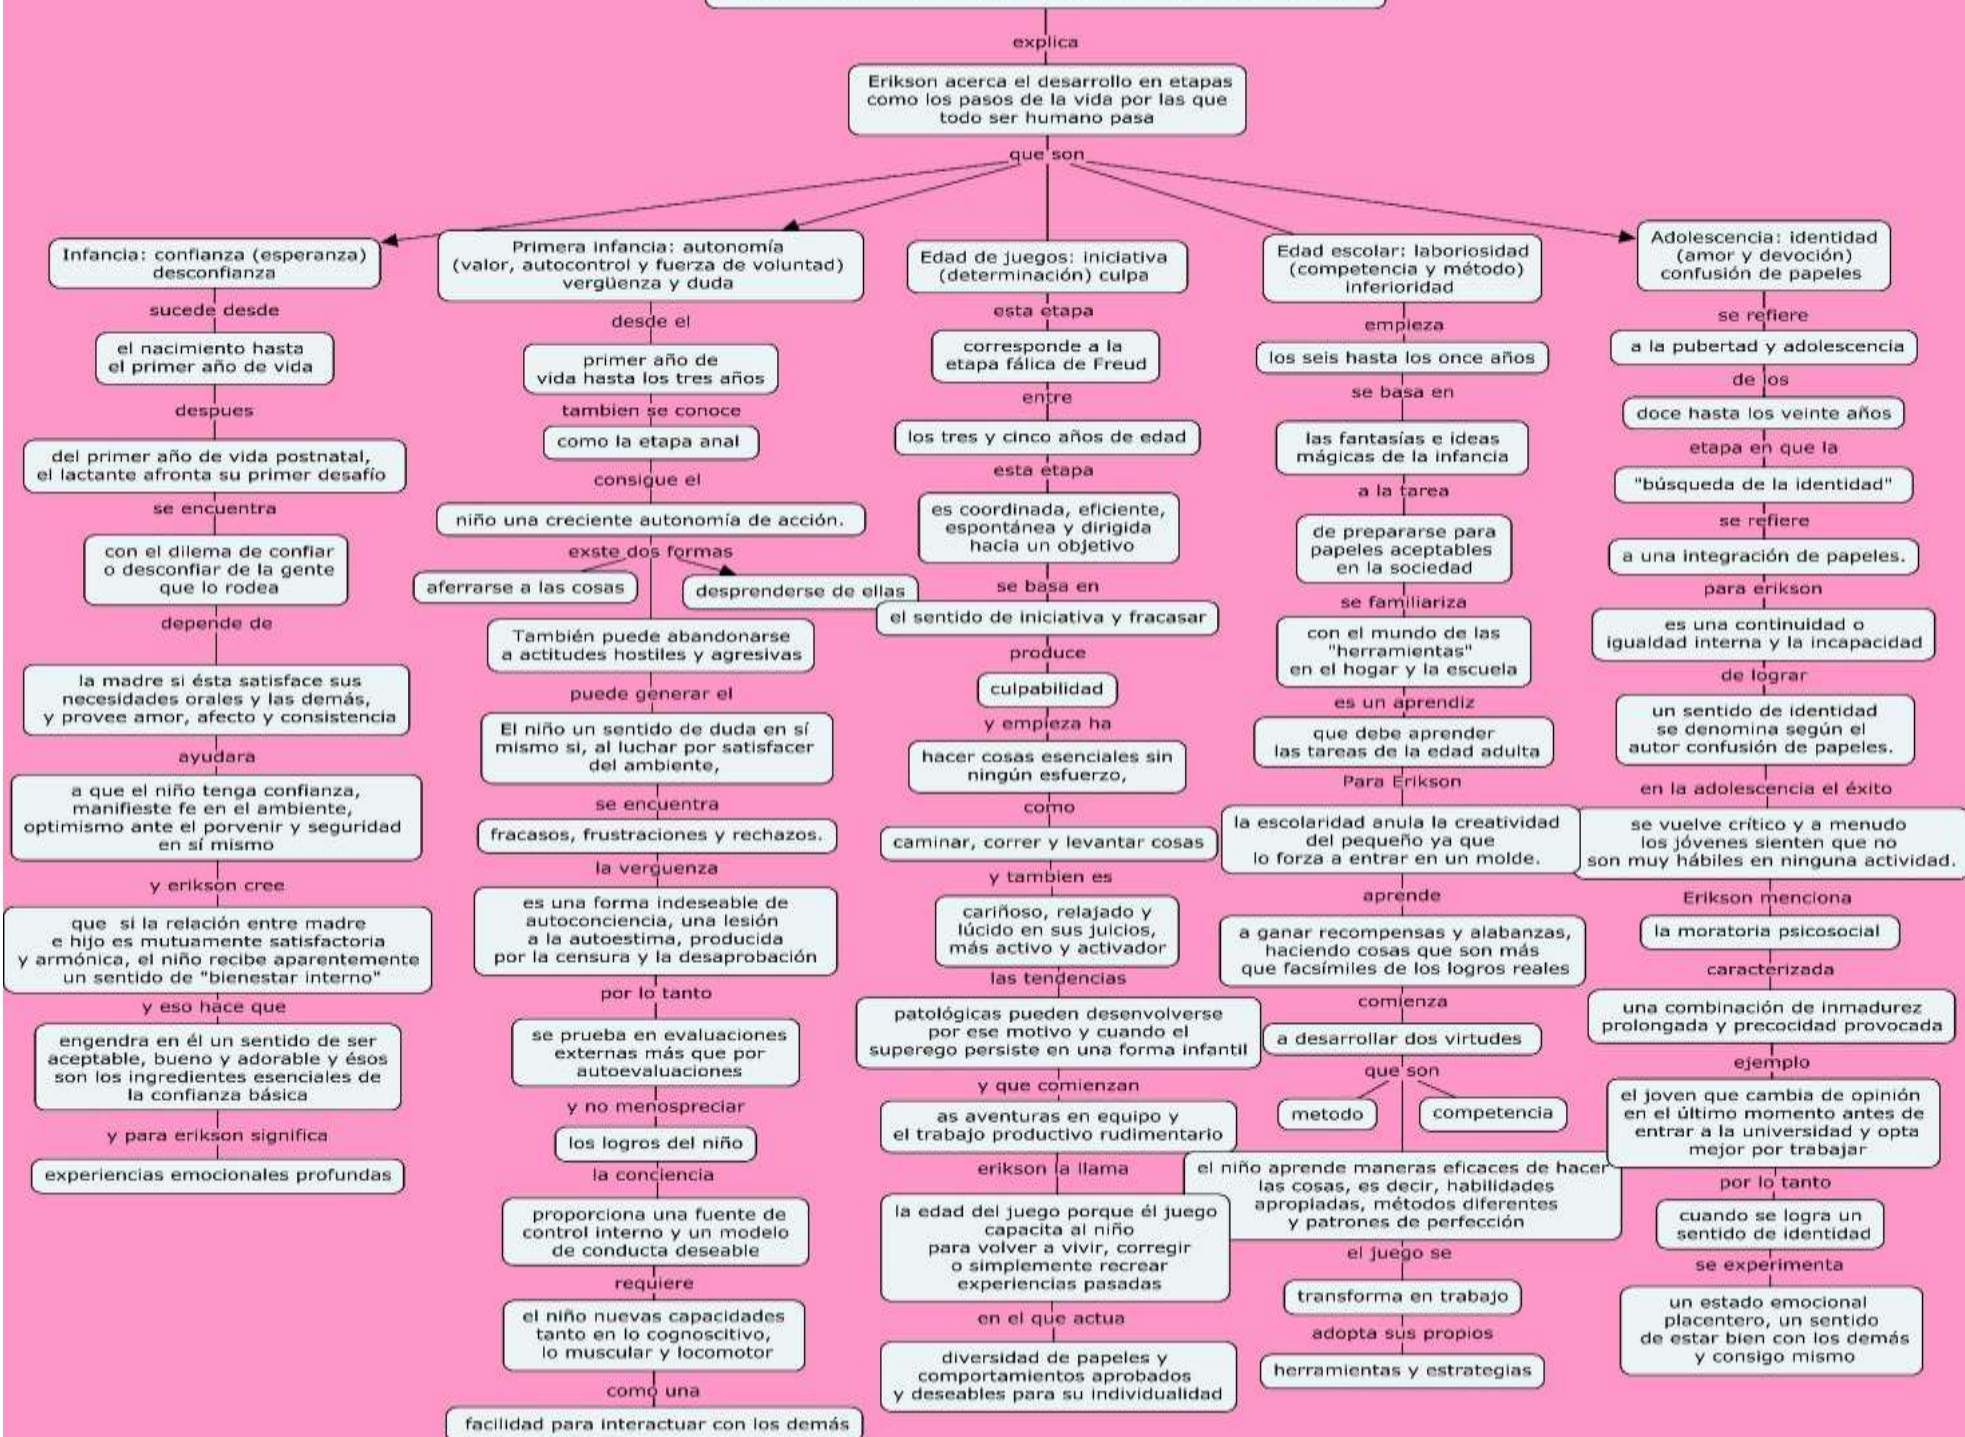 explica
Erikson acerca el desarrollo en etapas
como los pasos de la vida por las que
todo ser humano pasa
que son
Infancia: confianza (esperanza)
desconfianza
sucede desde
el nacimiento hasta
el primer año de vida
despues
del primer año de vida postnatal,
el lactante afronta su primer desafío
se encuentra
con el dilema de confiar
o desconfiar de la gente
que lo rodea
depende de
la madre si ésta satisface sus
necesidades orales y las demás,
y provee amor, afecto y consistencia
ayudara
a que el niño tenga confianza,
manifieste fe en el ambiente,
optimismo ante el porvenir y seguridad
en sí mismo
y erikson cree
que si la relación entre madre
e hijo es mutuamente satisfactoria
y armónica, el niño recibe aparentemente
un sentido de "bienestar interno"
y eso hace que
engendra en él un sentido de ser
aceptable, bueno y adorable y ésos
son los ingredientes esenciales de
la confianza básica
y para erikson significa
experiencias emocionales profundas
Primera infancia: autonomía
(valor, autocontrol y fuerza de voluntad)
vergüenza y duda
desde el
primer año de
vida hasta los tres años
tambien se conoce
como la etapa anal
consigue el
niño una creciente autonomía de acción.
exste dos formas
aferrarse a las cosas
desprenderse de ellas
También puede abandonarse
a actitudes hostiles y agresivas
puede generar el
El niño un sentido de duda en sí
mismo si, al luchar por satisfacer
del ambiente,
se encuentra
fracasos, frustraciones y rechazos.
la verguenza
es una forma indeseable de
autoconciencia, una lesión
a la autoestima, producida
por la censura y la desaprobación
por lo tanto
se prueba en evaluaciones
externas más que por
autoevaluaciones
y no menospreciar
los logros del niño
la conciencia
proporciona una fuente de
control interno y un modelo
de conducta deseable
requiere
el niño nuevas capacidades
tanto en lo cognoscitivo,
lo muscular y locomotor
como una
facilidad para interactuar con los demás
Edad de juegos: iniciativa
(determinación) culpa
esta etapa
corresponde a la
etapa fálica de Freud
entre
los tres y cinco años de edad
esta etapa
es coordinada, eficiente,
espontánea y dirigida
hacia un objetivo
se basa en
el sentido de iniciativa y fracasar
produce
culpabilidad
y empieza ha
hacer cosas esenciales sin
ningún esfuerzo,
como
caminar, correr y levantar cosas
y tambien es
cariñoso, relajado y
lúcido en sus juicios,
más activo y activador
las tendencias
patológicas pueden desenvolverse
por ese motivo y cuando el
superego persiste en una forma infantil
y que comienzan
as aventuras en equipo y
el trabajo productivo rudimentario
erikson la llama
la edad del juego porque él juego
capacita al niño
para volver a vivir, corregir
o simplemente recrear
experiencias pasadas
en el que actua
diversidad de papeles y
comportamientos aprobados
y deseables para su individualidad
Edad escolar: laboriosidad
(competencia y método)
inferioridad
empieza
los seis hasta los once años
se basa en
las fantasías e ideas
mágicas de la infancia
a la tarea
de prepararse para
papeles aceptables
en la sociedad
se familiariza
con el mundo de las
"herramientas"
en el hogar y la escuela
es un aprendiz
que debe aprender
las tareas de la edad adulta
Para Erikson
la escolaridad anula la creatividad
del pequeño ya que
lo forza a entrar en un molde.
aprende
a ganar recompensas y alabanzas,
haciendo cosas que son más
que facsímiles de los logros reales
comienza
a desarrollar dos virtudes
que son
metodo
competencia
el niño aprende maneras eficaces de hacer
las cosas, es decir, habilidades
apropiadas, métodos diferentes
y patrones de perfección
el juego se
transforma en trabajo
adopta sus propios
herramientas y estrategias
Adolescencia: identidad
(amor y devoción)
confusión de papeles
se refiere
a la pubertad y adolescencia
de los
doce hasta los veinte años
etapa en que la
"búsqueda de la identidad"
se refiere
a una integración de papeles.
para erikson
es una continuidad o
igualdad interna y la incapacidad
de lograr
un sentido de identidad
se denomina según el
autor confusión de papeles.
en la adolescencia el éxito
se vuelve crítico y a menudo
los jóvenes sienten que no
son muy hábiles en ninguna actividad.
Erikson menciona
la moratoria psicosocial
caracterizada
una combinación de inmadurez
prolongada y precocidad provocada
ejemplo
el joven que cambia de opinión
en el último momento antes de
entrar a la universidad y opta
mejor por trabajar
por lo tanto
cuando se logra un
sentido de identidad
se experimenta
un estado emocional
placentero, un sentido
de estar bien con los demás
y consigo mismo